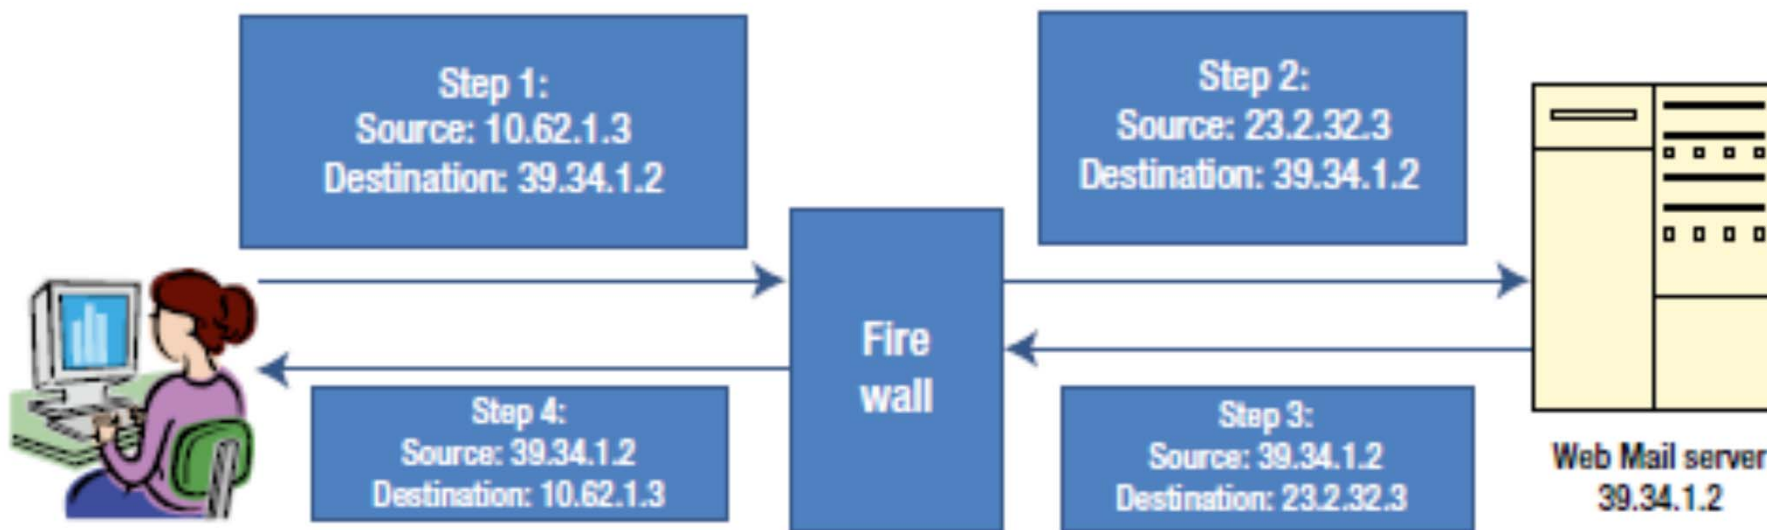 Step 1:
Source: 10.62.1.3
Destination: 39.34.1.2
Step 2:
Source: 23.2.32.3
Destination: 39.34.1.2
Fire
wall
Step 4:
Source: 39.34.1.2
Destination: 10.62.1.3
Step 3:
Source: 39.34.1.2
Destination: 23.2.32.3
Web Mail server
39.34.1.2